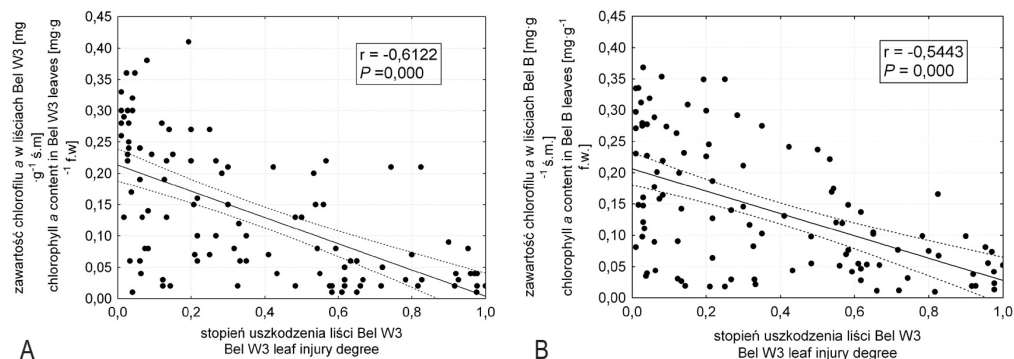 zawartość chlorofilu a w liściach Bel W3 [mg
·g-1 ś.m]
chlorophyll a content in Bel W3 leaves [mg·g
-1 f.w]
0,45
0,40
0,35
0,30
0,25
0,20
0,15
0,10
0,05
0,00
r = -0,6122
P =0,000
0,0 0,2 0,4 0,6 0,8 1,0
stopień uszkodzenia liści Bel W3
Bel W3 leaf injury degree
A
zawartość chlorofilu a w liściach Bel B [mg·g
-1 ś.m.]
chlorophyll a content in Bel B leaves [mg·g-1
f.w.]
0,45
0,40
0,35
0,30
0,25
0,20
0,15
0,10
0,05
0,00
r = -0,5443
P = 0,000
0,0 0,2 0,4 0,6 0,8 1,0
stopień uszkodzenia liści Bel W3
Bel W3 leaf injury degree
B